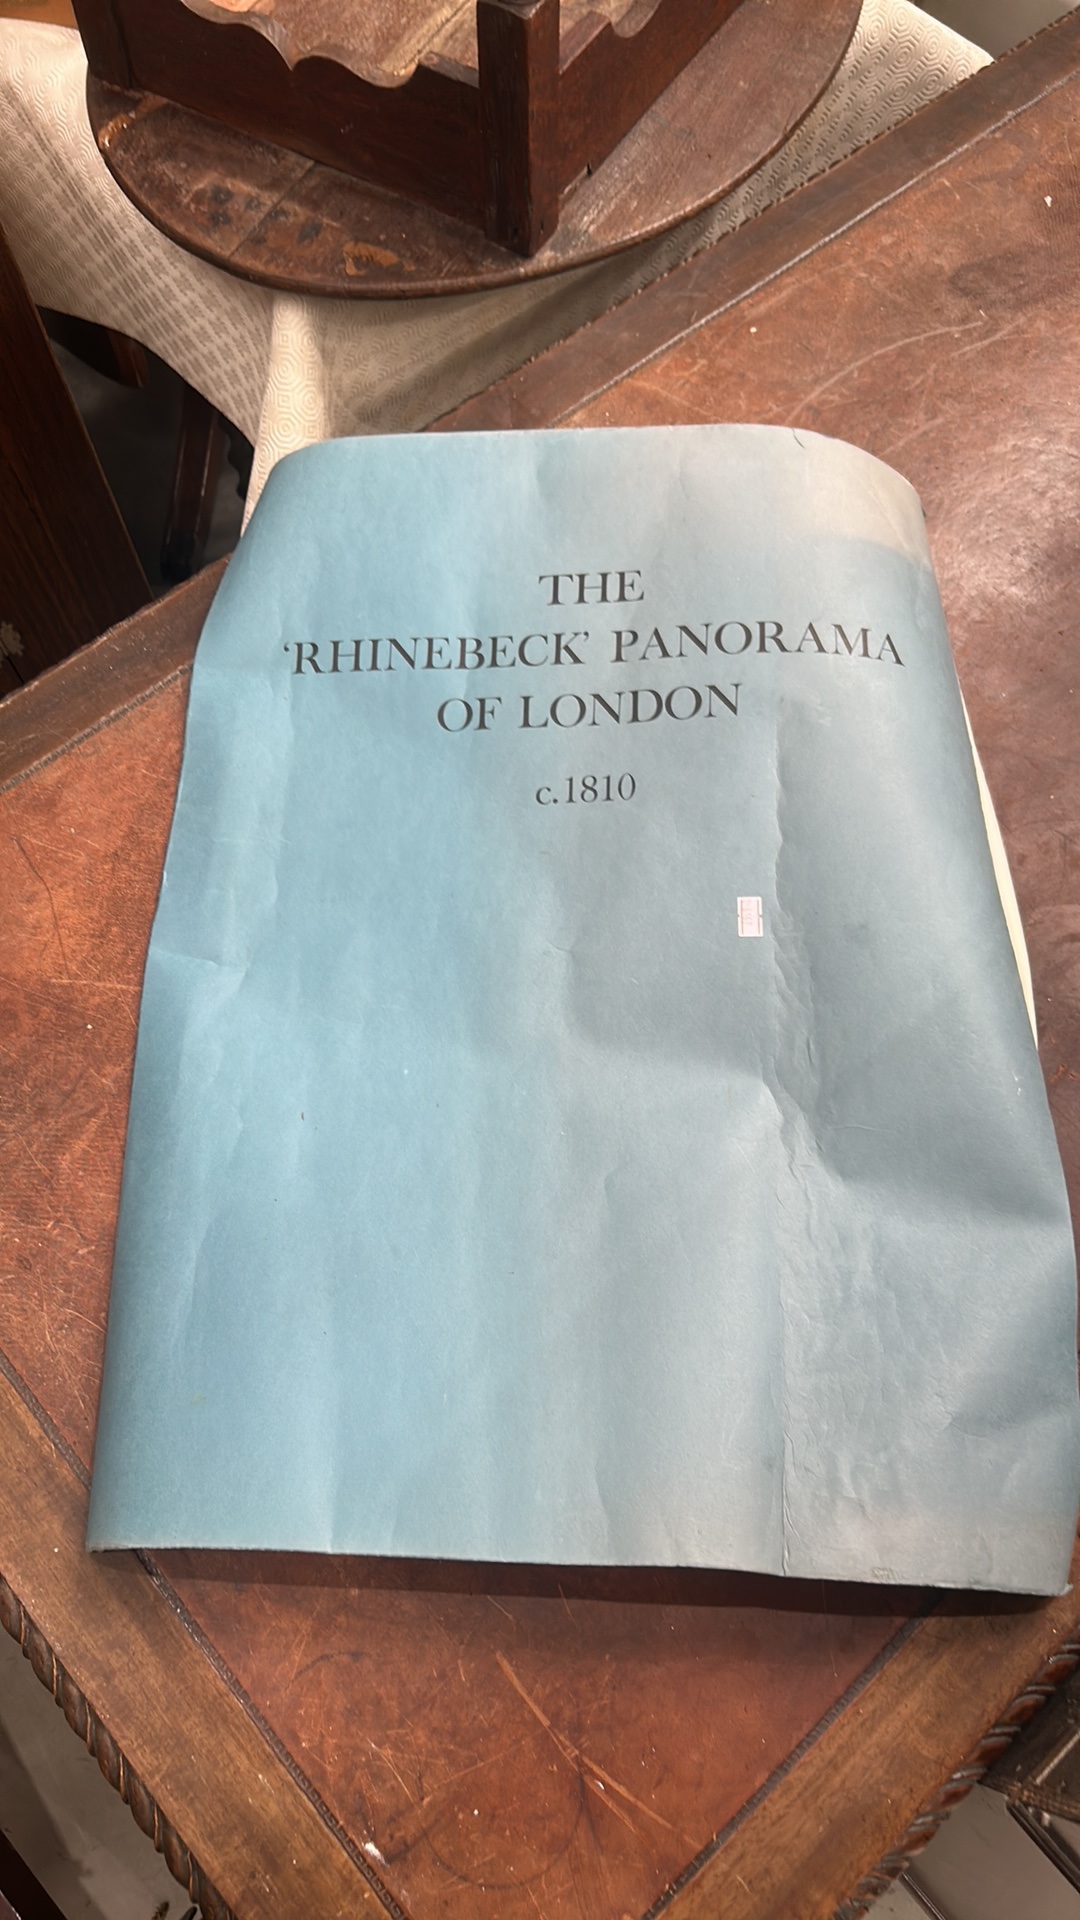 THE
‘RHINEBECK’ PANORAMA
OF LONDON
c.1810